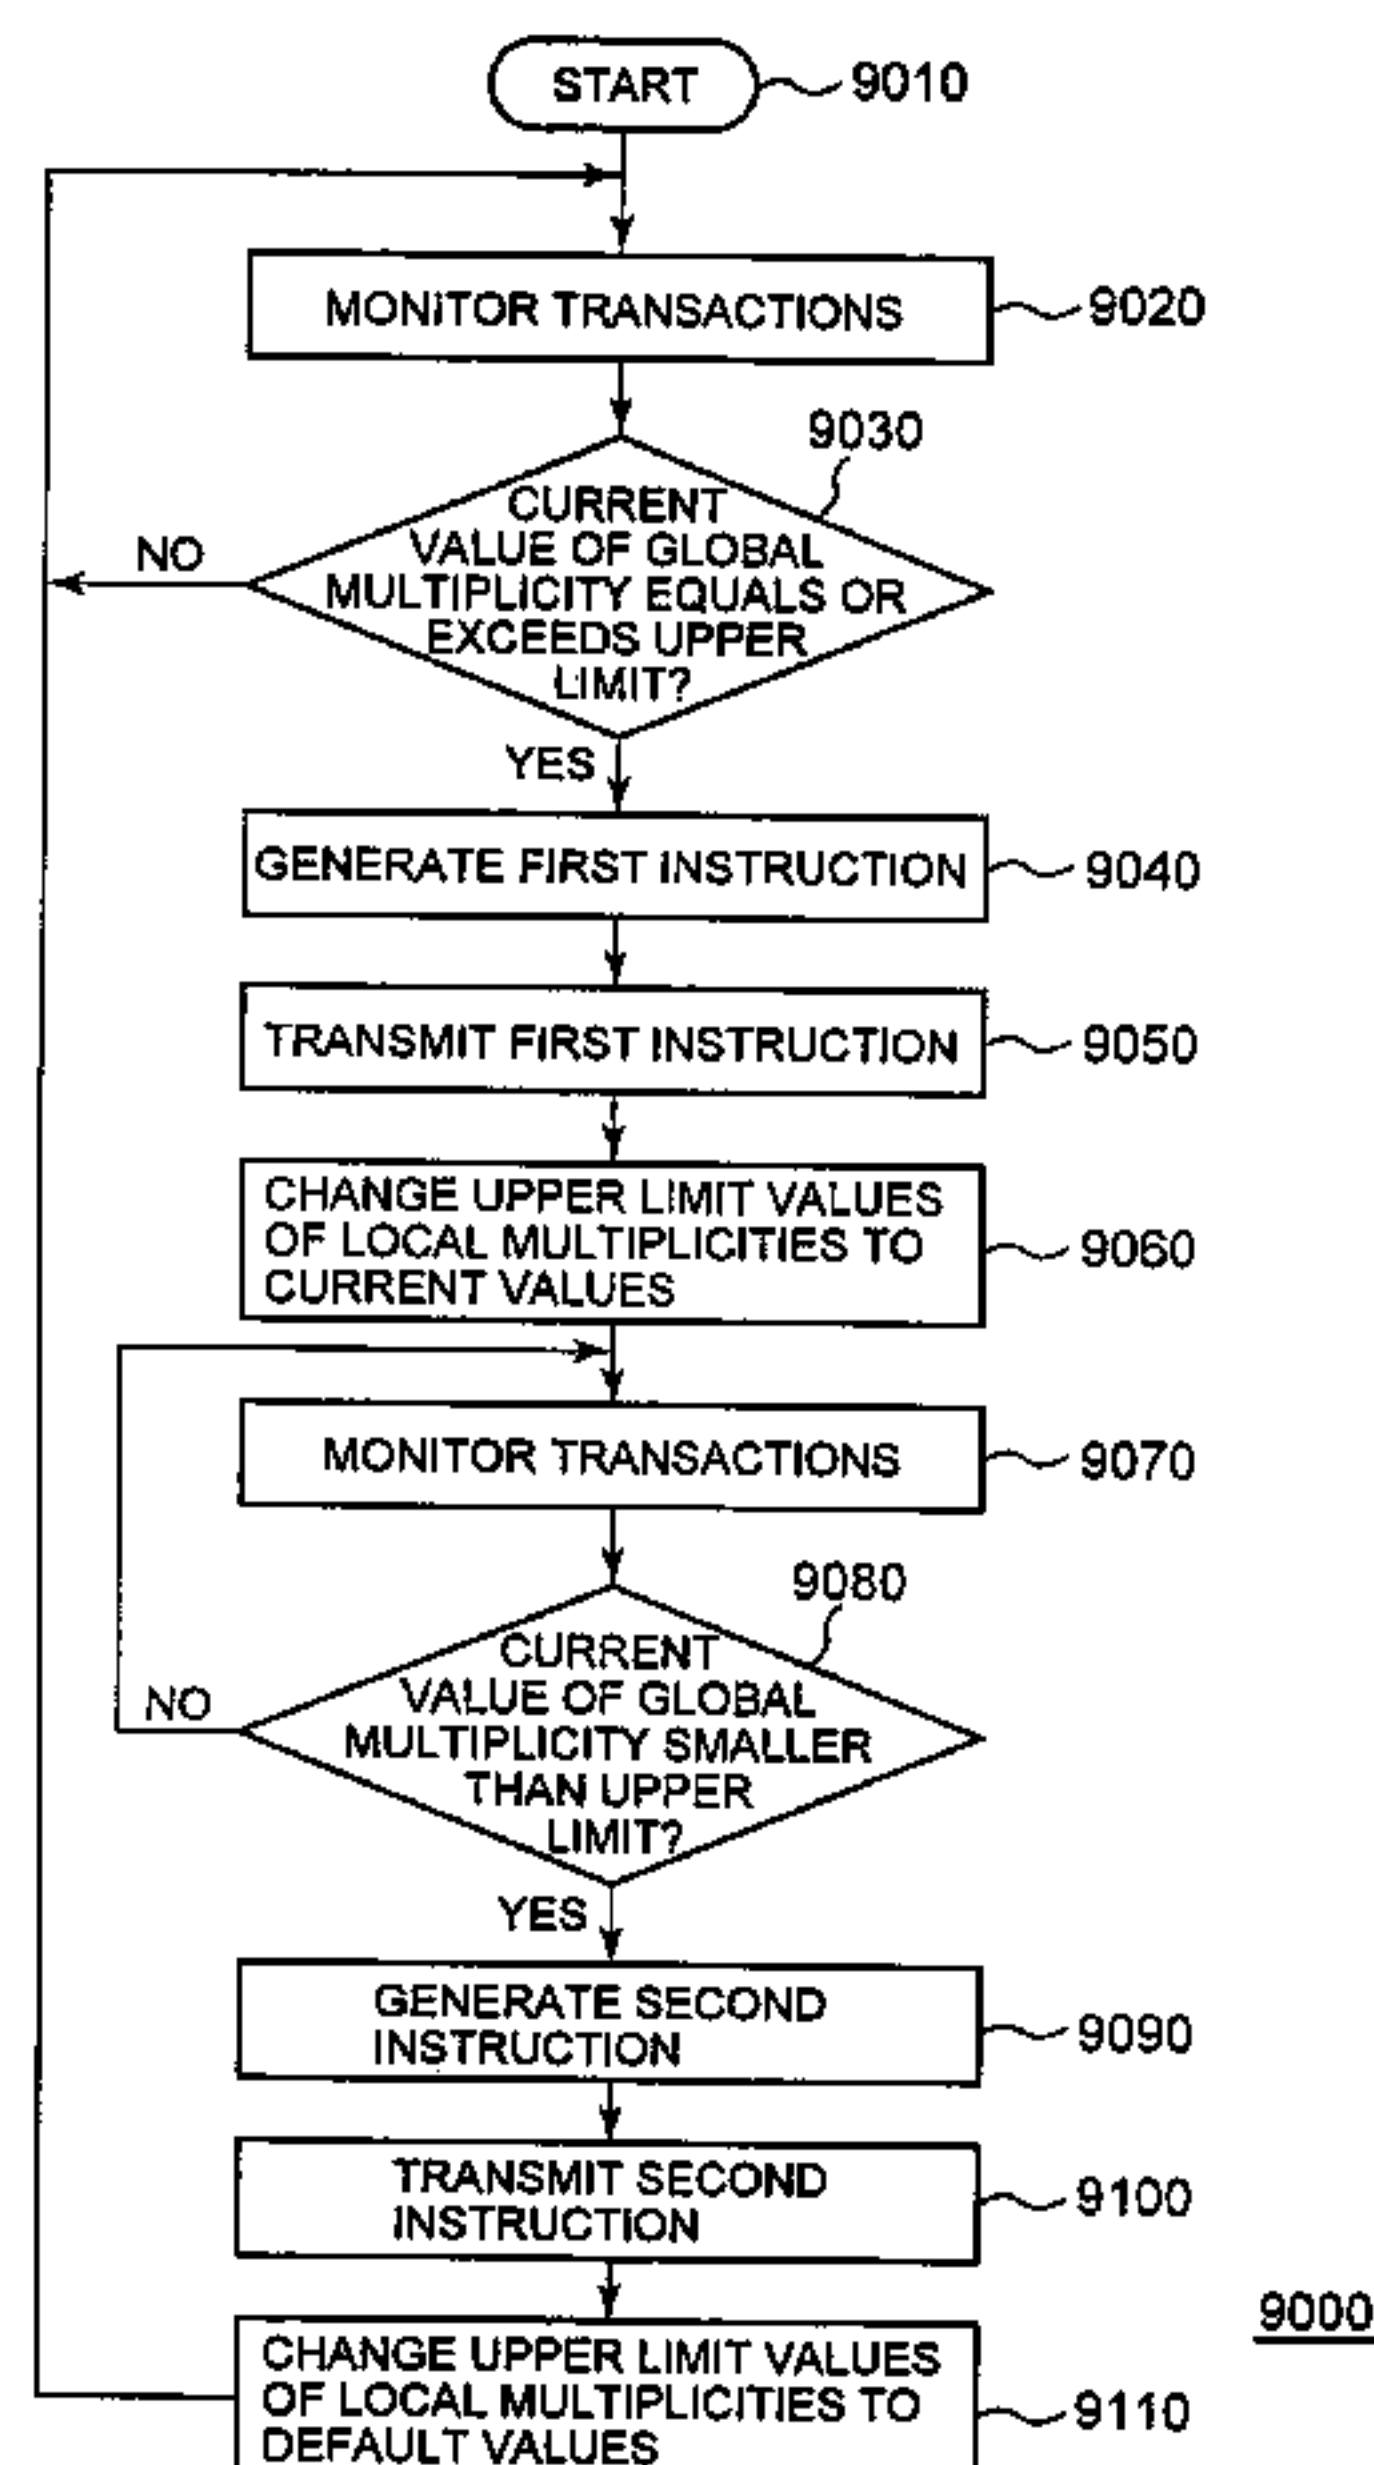 START
9010
MONITOR TRANSACTIONS
9020
9030
CURRENT
VALUE OF GLOBAL
MULTIPLICITY EQUALS OR
EXCEEDS UPPER
LIMIT?
NO
YES
GENERATE FIRST INSTRUCTION
9040
TRANSMIT FIRST INSTRUCTION
9050
CHANGE UPPER LIMIT VALUES
OF LOCAL MULTIPLICITIES TO
CURRENT VALUES
9060
MONITOR TRANSACTIONS
9070
9080
CURRENT
VALUE OF GLOBAL
MULTIPLICITY SMALLER
THAN UPPER
LIMIT?
NO
YES
GENERATE SECOND
INSTRUCTION
9090
TRANSMIT SECOND
INSTRUCTION
9100
9000
CHANGE UPPER LIMIT VALUES
OF LOCAL MULTIPLICITIES TO
DEFAULT VALUES
9110